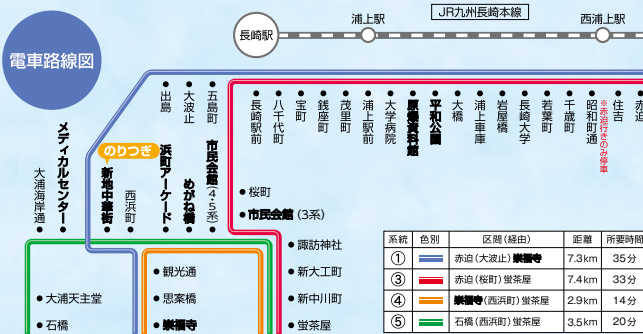 JR九州長崎本線
浦上駅
西浦上駅
長崎駅
電車路線図
出島
大波止
五島町
長崎駅前
八千代町
宝町
銭座町
茂里町
浦上駅前
大学病院
原爆資料館
平和公園
大橋
浦上車庫
岩屋橋
長崎大学
若葉町
千歳町
昭和町通
※赤迫行きのみ停車
住吉
赤迫
のりつぎ
大浦海岸通
メディカルセンター
新地中華街
西浜町
浜町アーケード
めがね橋
市民会館(4・5系)
桜町
市民会館(3系)
諏訪神社
新大工町
新中川町
蛍茶屋
観光通
思案橋
崇福寺
大浦天主堂
石橋
系統 色別 区間(経由) 距離 所要時間
① 赤迫(大波止)崇福寺 7.3km 35分
③ 赤迫(桜町)蛍茶屋 7.4km 33分
④ 崇福寺(西浜町)蛍茶屋 2.9km 14分
⑤ 石橋(西浜町)蛍茶屋 3.5km 20分